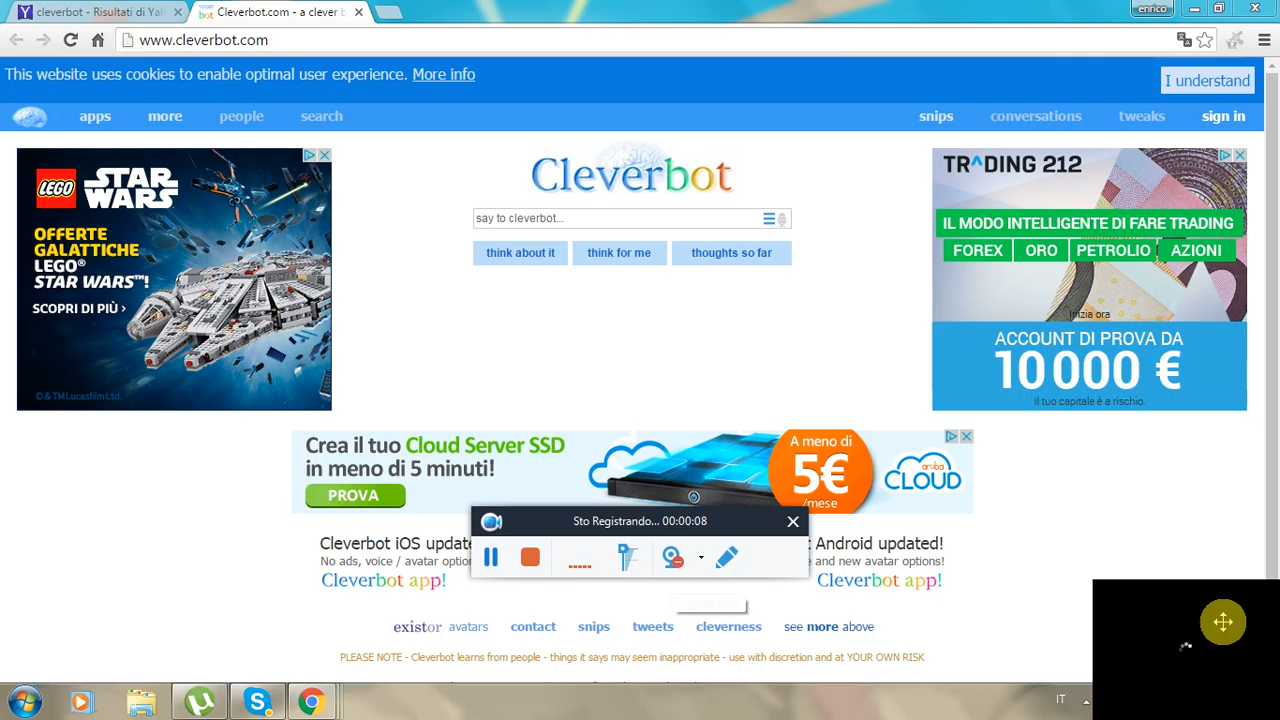 cleverbot - Risultati di Yah
Cleverbot.com - a clever b
enrico
www.cleverbot.com
This website uses cookies to enable optimal user experience. More info
I understand
apps more people search
snips conversations tweaks sign in
LEGO STAR WARS
OFFERTE
GALATTICHE
LEGO®
STAR WARS™!
SCOPRI DI PIÙ ›
© & TM Lucasfilm Ltd.
Cleverbot
say to cleverbot...
think about it
think for me
thoughts so far
TRADING 212
IL MODO INTELLIGENTE DI FARE TRADING
FOREX ORO PETROLIO AZIONI
Inizia ora
ACCOUNT DI PROVA DA
10 000 €
Il tuo capitale è a rischio.
Crea il tuo Cloud Server SSD
in meno di 5 minuti!
PROVA
A meno di
5€
/mese
aruba
CLOUD
Sto Registrando... 00:00:08
Cleverbot iOS update
No ads, voice / avatar option
Cleverbot app!
Android updated!
e and new avatar options
Cleverbot app!
existor avatars contact snips tweets cleverness see more above
PLEASE NOTE - Cleverbot learns from people - things it says may seem inappropriate - use with discretion and at YOUR OWN RISK
IT